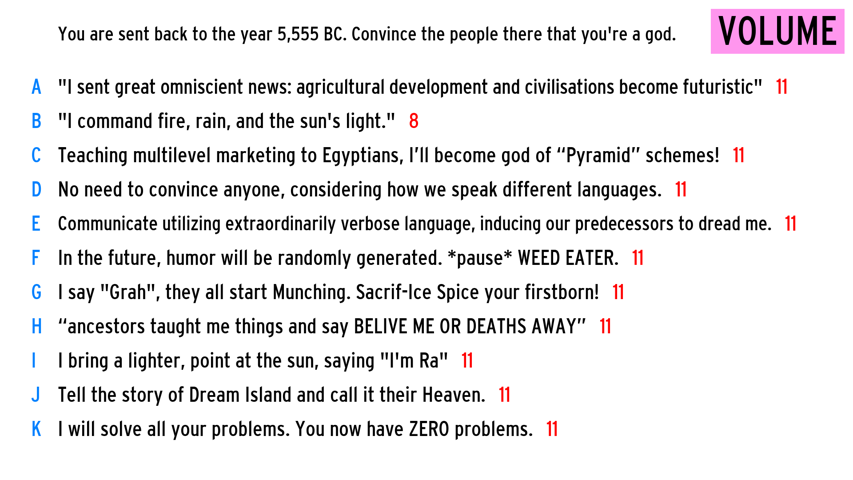 You are sent back to the year 5,555 BC. Convince the people there that you're a god.
VOLUME
A "I sent great omniscient news: agricultural development and civilisations become futuristic" 11
B "I command fire, rain, and the sun's light." 8
C Teaching multilevel marketing to Egyptians, I’ll become god of “Pyramid” schemes! 11
D No need to convince anyone, considering how we speak different languages. 11
E Communicate utilizing extraordinarily verbose language, inducing our predecessors to dread me. 11
F In the future, humor will be randomly generated. *pause* WEED EATER. 11
G I say "Grah", they all start Munching. Sacrif-Ice Spice your firstborn! 11
H “ancestors taught me things and say BELIVE ME OR DEATHS AWAY” 11
I I bring a lighter, point at the sun, saying "I'm Ra" 11
J Tell the story of Dream Island and call it their Heaven. 11
K I will solve all your problems. You now have ZERO problems. 11